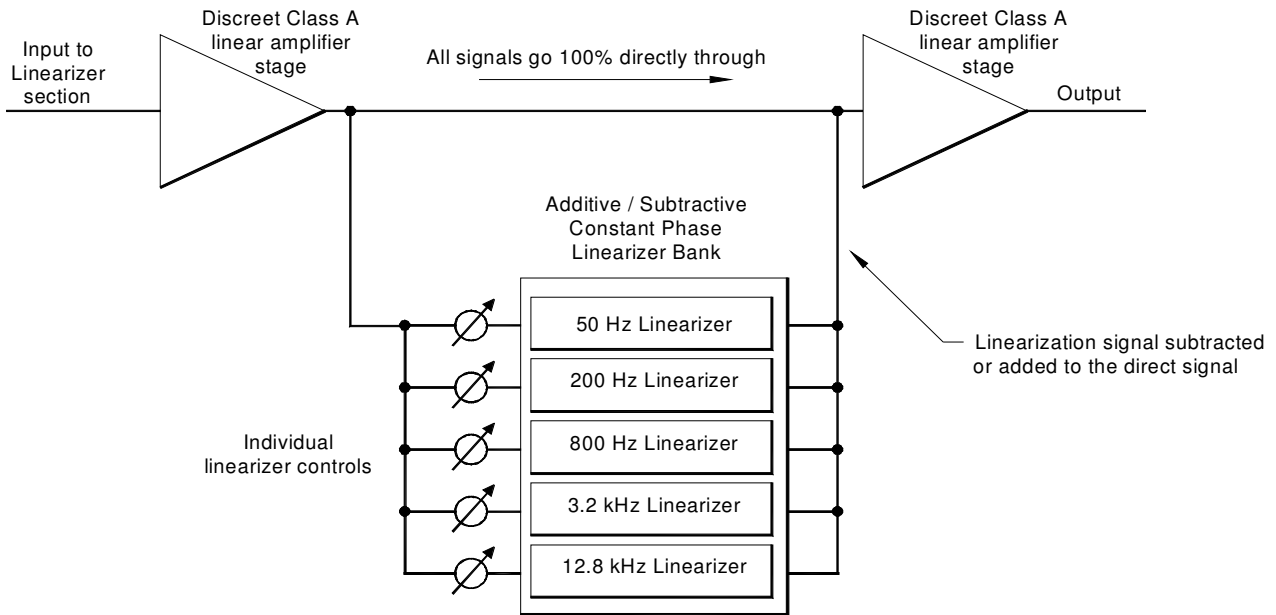 Discreet Class A
linear amplifier
stage
Discreet Class A
linear amplifier
stage
Input to
Linearizer
section
All signals go 100% directly through
Output
Additive / Subtractive
Constant Phase
Linearizer Bank
50 Hz Linearizer
200 Hz Linearizer
800 Hz Linearizer
3.2 kHz Linearizer
12.8 kHz Linearizer
Individual
linearizer controls
Linearization signal subtracted
or added to the direct signal